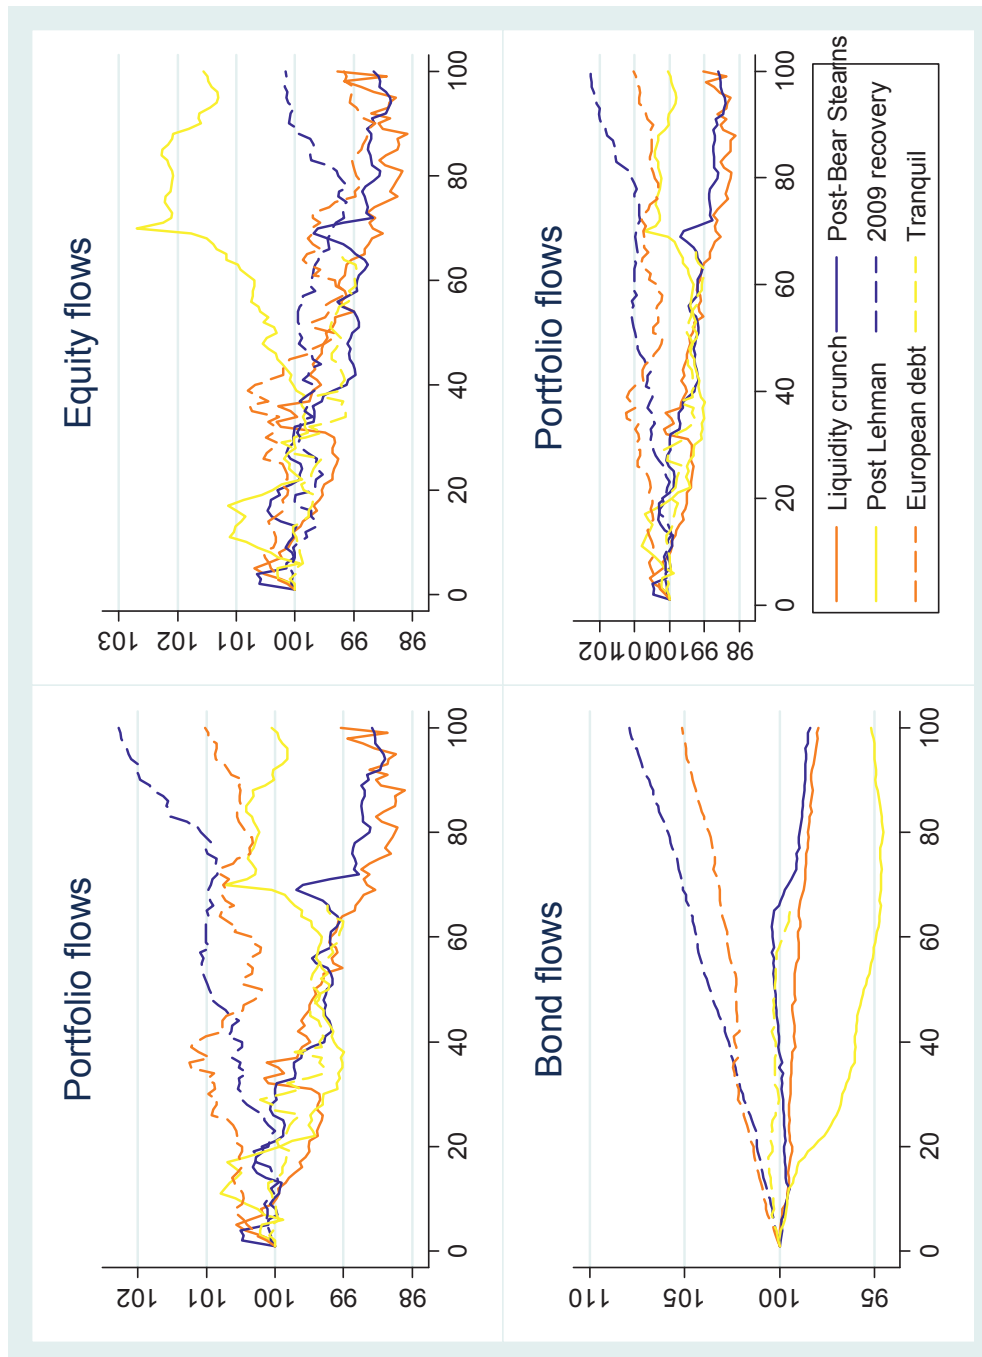 Portfolio flows
102
101
100
99
98
0 20 40 60 80 100
Equity flows
103
102
101
100
99
98
0 20 40 60 80 100
Bond flows
110
105
100
95
0 20 40 60 80 100
Portfolio flows
102
101
100
99
98
0 20 40 60 80 100
Liquidity crunch Post-Bear Stearns
Post Lehman 2009 recovery
European debt Tranquil